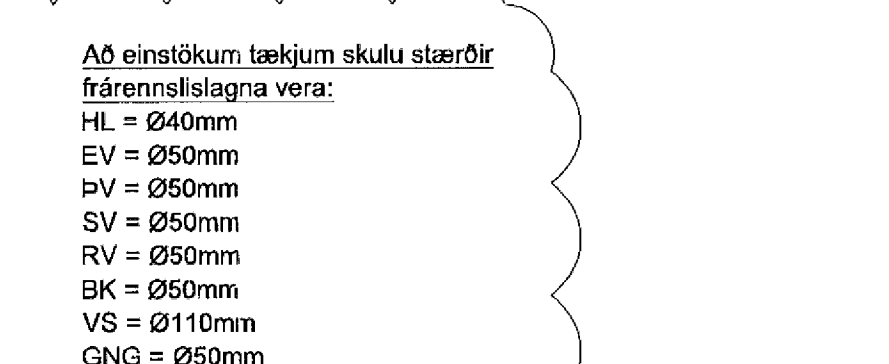 Að einstökum tækjum skulu stærðir
frárennslislagna vera:
HL = Ø40mm
EV = Ø50mm
ÞV = Ø50mm
SV = Ø50mm
RV = Ø50mm
BK = Ø50mm
VS = Ø110mm
GNG = Ø50mm